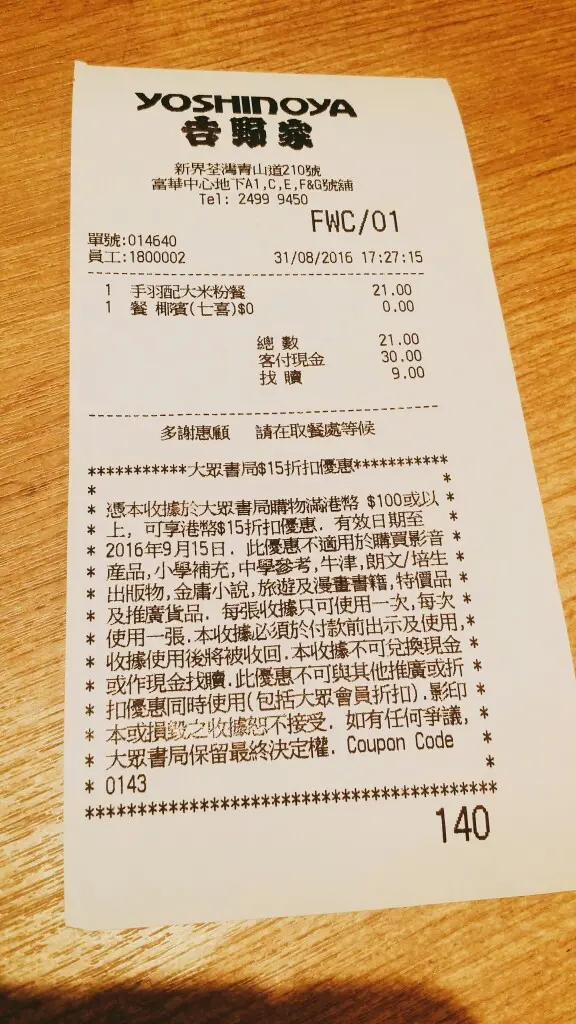 YOSHINOYA
吉野家
新界荃灣青山道210號
富華中心地下A1,C,E,F&G號舖
Tel: 2499 9450
FWC/01
單號:014640
員工:1800002 31/08/2016 17:27:15
1 手羽配大米粉餐 21.00
1 餐 椰濱(七喜)$0 0.00
總 數 21.00
客付現金 30.00
找 贖 9.00
多謝惠顧 請在取餐處等候
***********大眾書局$15折扣優惠***********
*
* 憑本收據於大眾書局購物滿港幣 $100或以 *
* 上, 可享港幣$15折扣優惠. 有效日期至 *
* 2016年9月15日. 此優惠不適用於購買影音 *
* 產品,小學補充,中學參考,牛津,朗文/培生 *
* 出版物,金庸小說,旅遊及漫畫書籍,特價品 *
* 及推廣貨品. 每張收據只可使用一次,每次 *
* 使用一張.本收據必須於付款前出示及使用,*
* 收據使用後將被收回.本收據不可兌換現金 *
* 或作現金找贖.此優惠不可與其他推廣或折 *
* 扣優惠同時使用(包括大眾會員折扣).影印 *
* 本或損毀之收據恕不接受. 如有任何爭議, *
* 大眾書局保留最終決定權. Coupon Code *
* 0143 *
****************************************
140